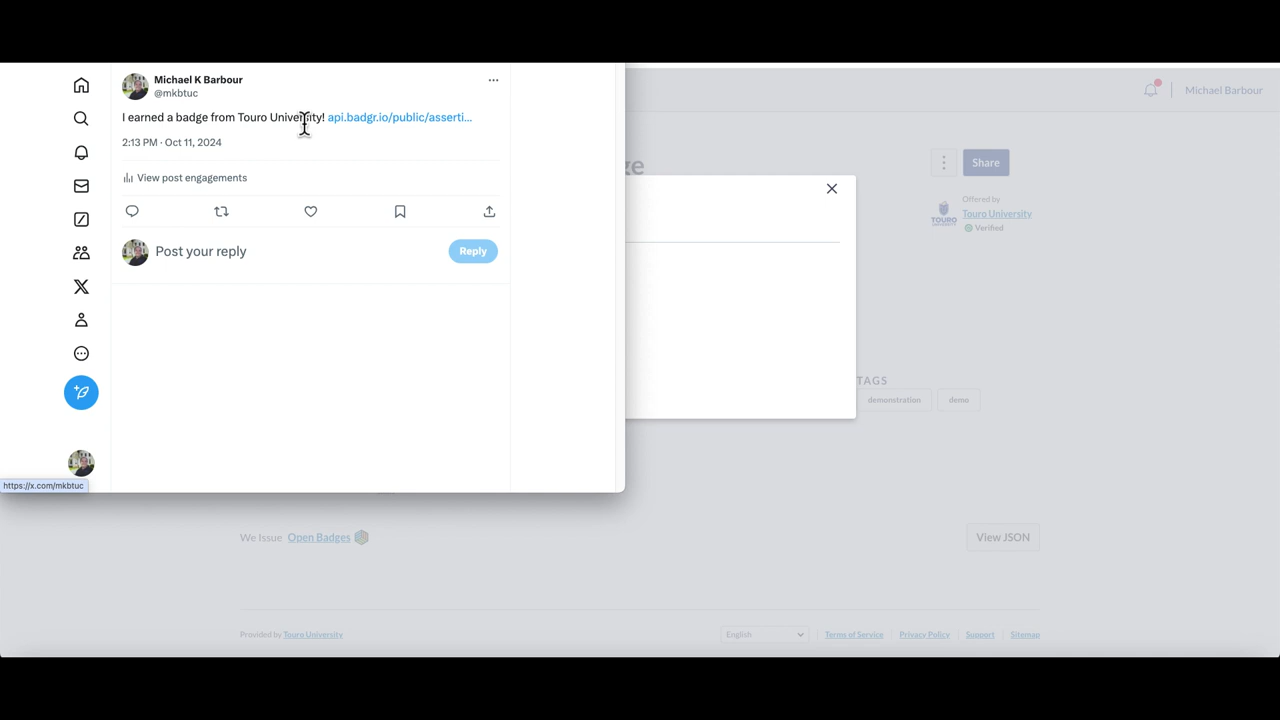 Michael K Barbour
@mkbtuc
I earned a badge from Touro University! api.badgr.io/public/asserti...
2:13 PM · Oct 11, 2024
View post engagements
Post your reply
Reply
https://x.com/mkbtuc
Michael Barbour
Share
Offered by
TOURO
UNIVERSITY
Touro University
Verified
TAGS
demonstration
demo
We Issue Open Badges
View JSON
Provided by Touro University
English
Terms of Service
Privacy Policy
Support
Sitemap